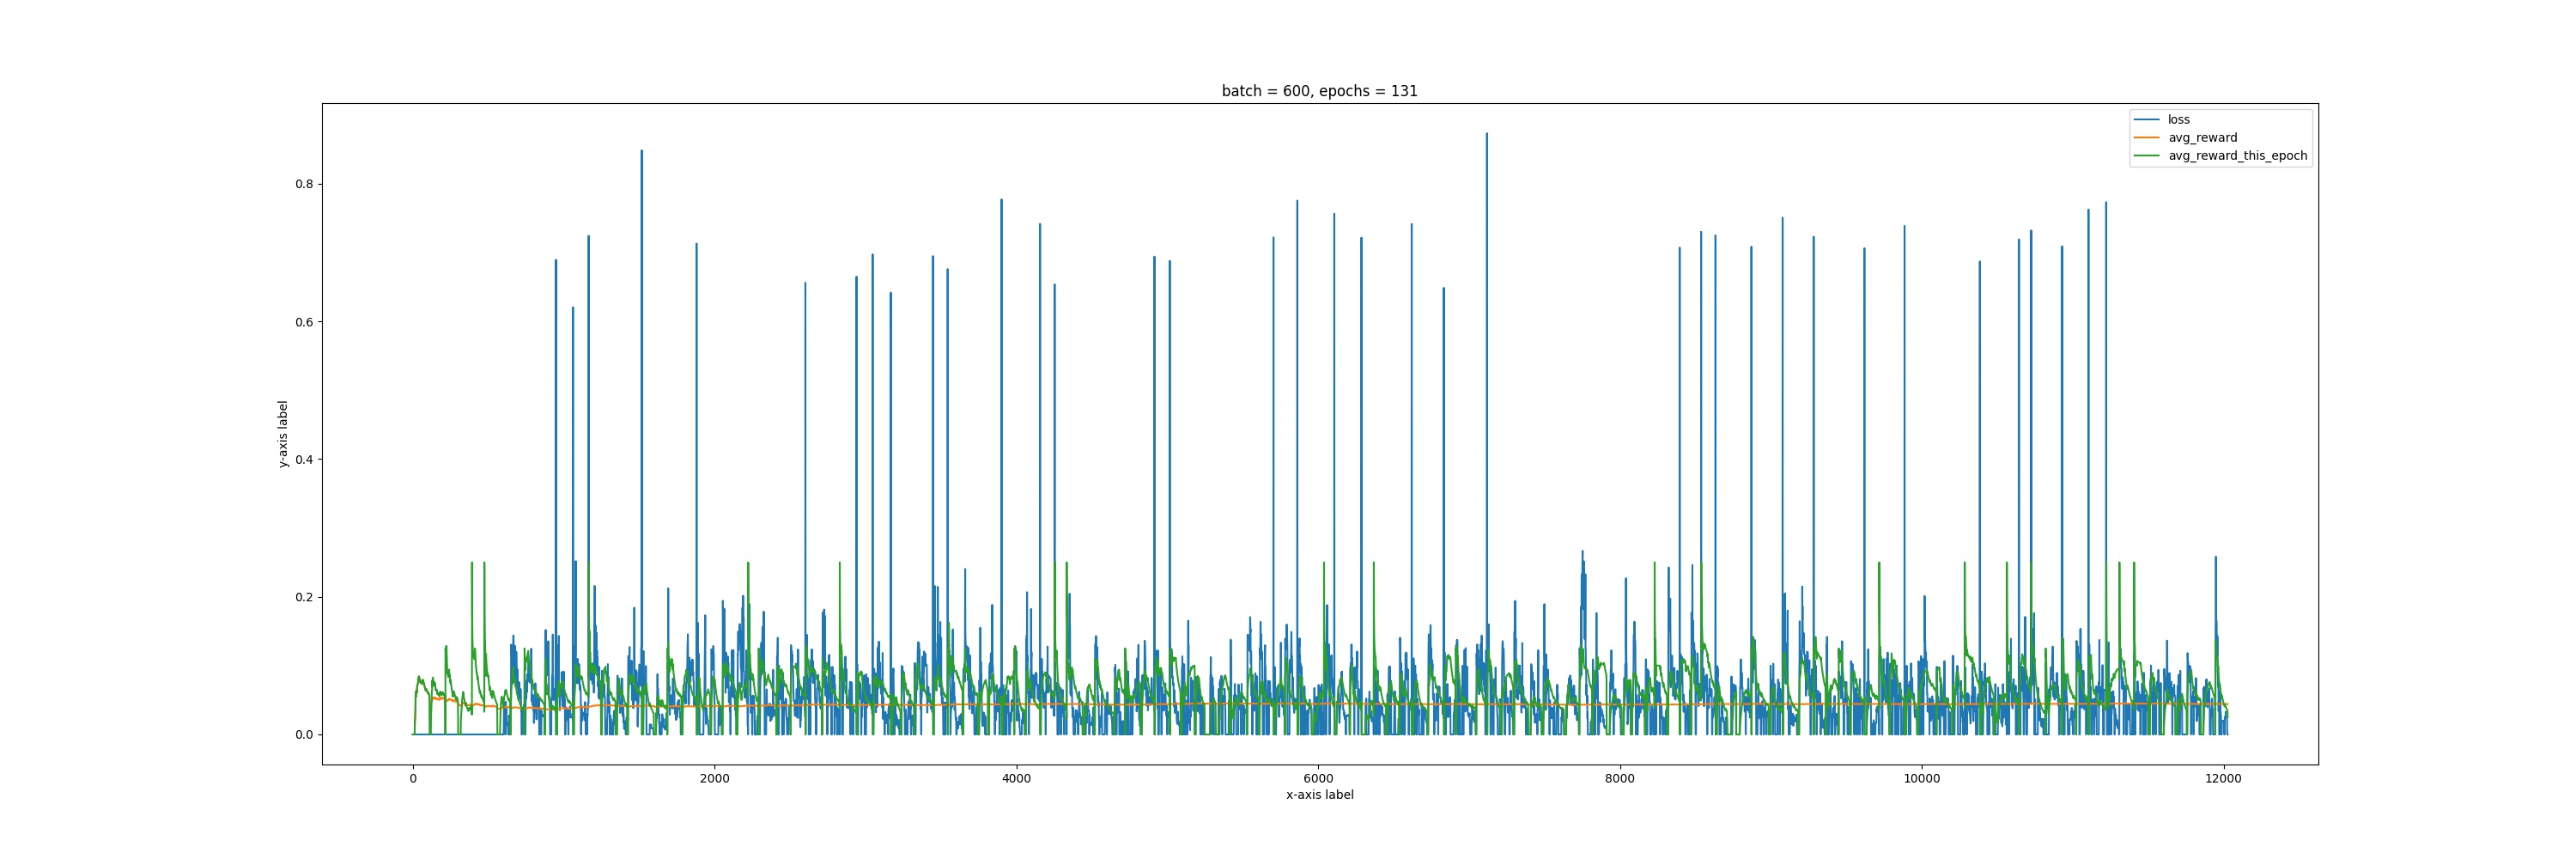 batch = 600, epochs = 131
loss
avg_reward
avg_reward_this_epoch
0.8
0.6
0.4
0.2
0.0
y-axis label
0 2000 4000 6000 8000 10000 12000
x-axis label